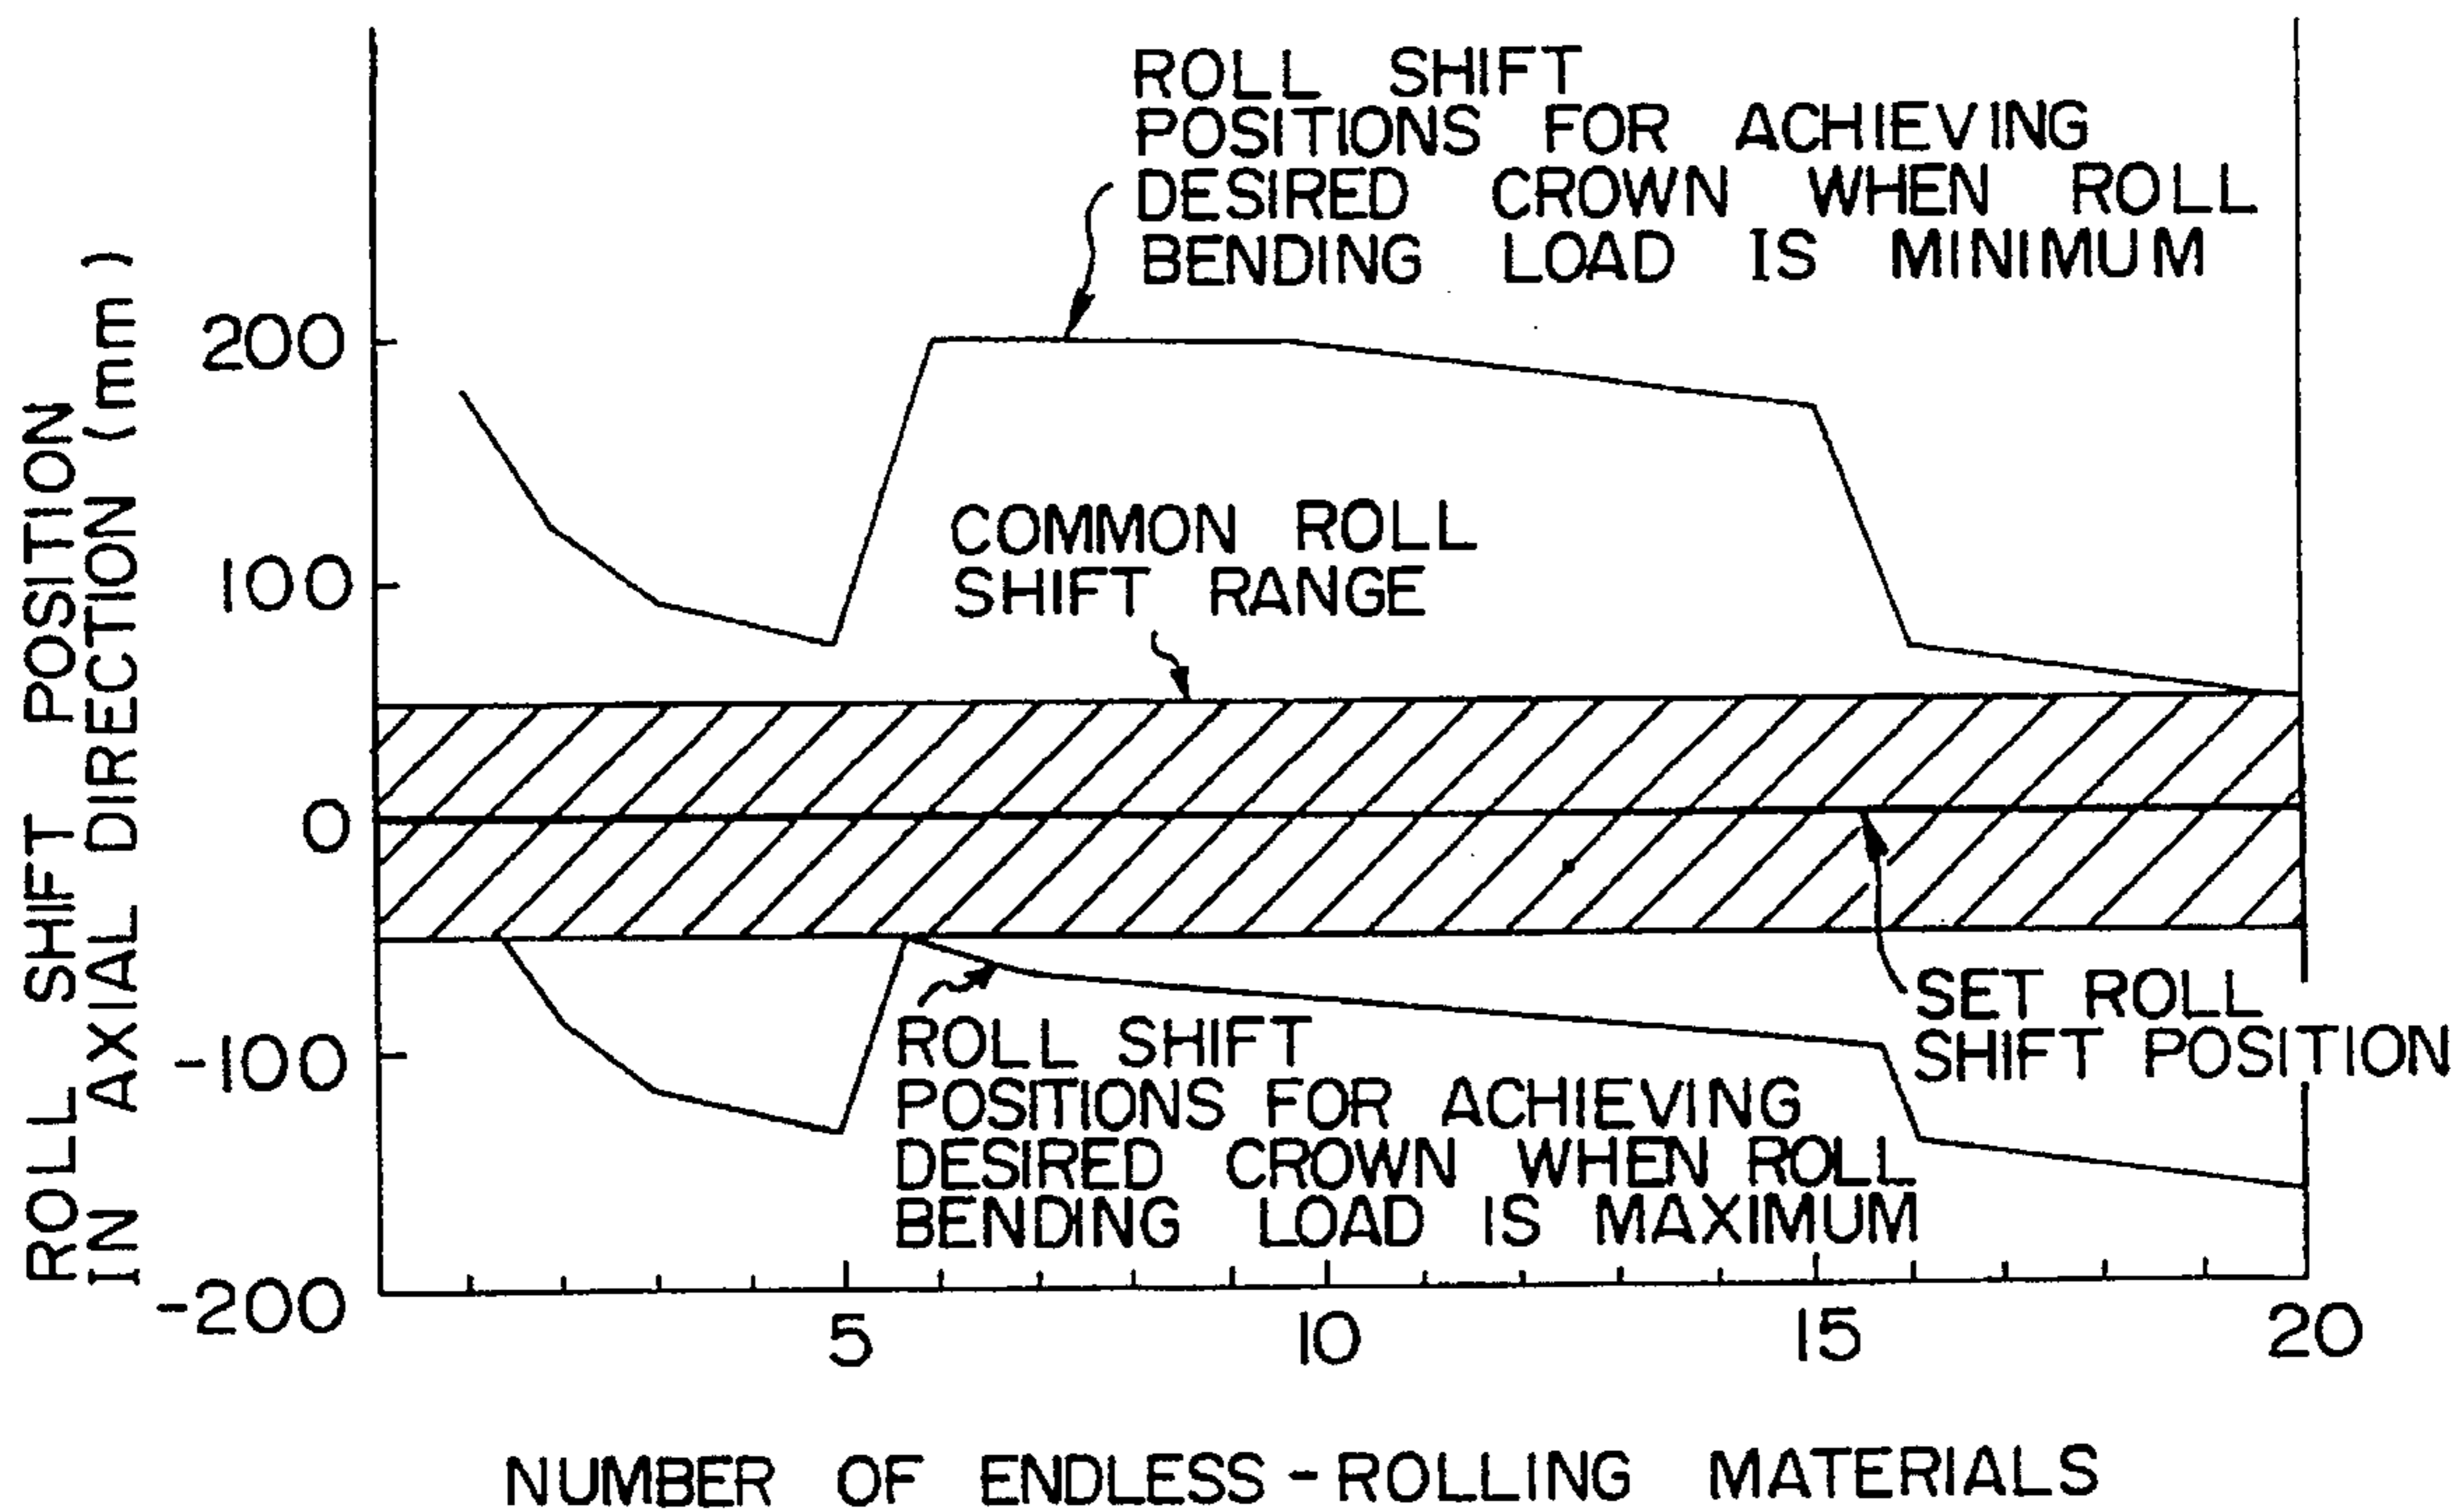 ROLL SHIFT
POSITIONS FOR ACHIEVING
DESIRED CROWN WHEN ROLL
BENDING LOAD IS MINIMUM
ROLL SHIFT POSITION
IN AXIAL DIRECTION (mm)
200
100
0
-100
-200
COMMON ROLL
SHIFT RANGE
SET ROLL
SHIFT POSITION
ROLL SHIFT
POSITIONS FOR ACHIEVING
DESIRED CROWN WHEN ROLL
BENDING LOAD IS MAXIMUM
5
10
15
20
NUMBER OF ENDLESS-ROLLING MATERIALS